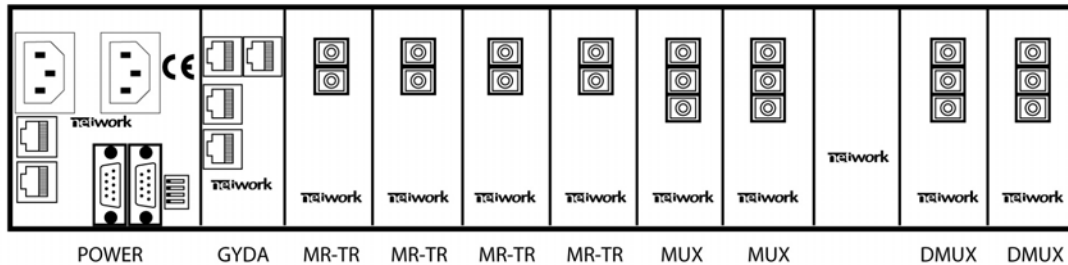 CE
network
network
network
network network network network network network network network
POWER GYDA MR-TR MR-TR MR-TR MR-TR MUX MUX DMUX DMUX